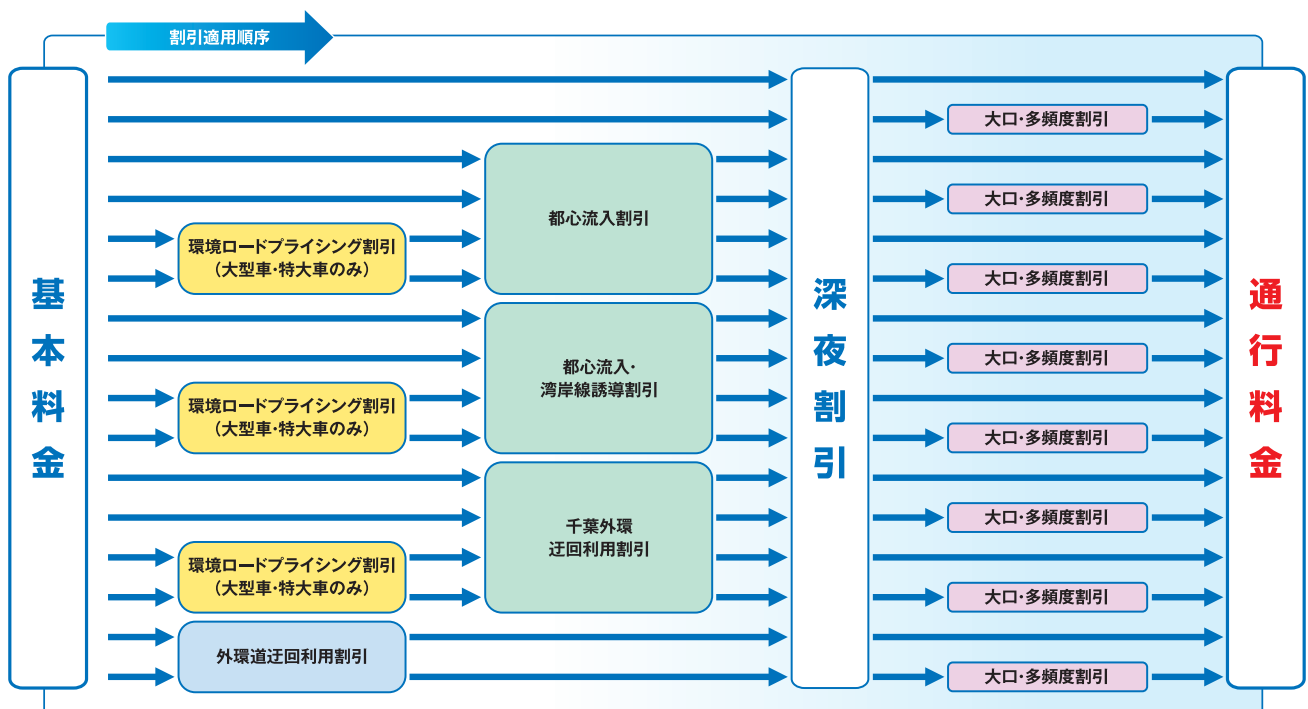 割引適用順序
基本料金
環境ロードプライシング割引
（大型車・特大車のみ）
環境ロードプライシング割引
（大型車・特大車のみ）
環境ロードプライシング割引
（大型車・特大車のみ）
外環道迂回利用割引
都心流入割引
都心流入・
湾岸線誘導割引
千葉外環
迂回利用割引
深夜割引
大口・多頻度割引
大口・多頻度割引
大口・多頻度割引
大口・多頻度割引
大口・多頻度割引
大口・多頻度割引
大口・多頻度割引
大口・多頻度割引
通行料金